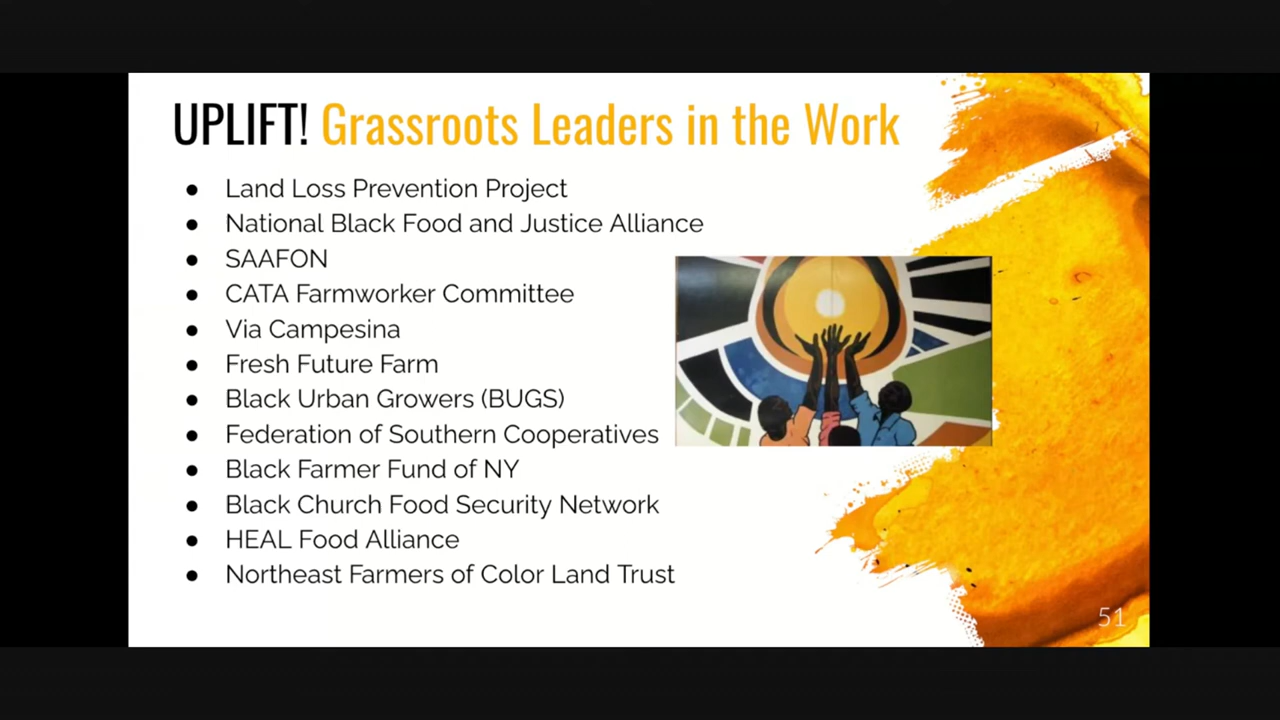 UPLIFT! Grassroots Leaders in the Work
● Land Loss Prevention Project
● National Black Food and Justice Alliance
● SAAFON
● CATA Farmworker Committee
● Via Campesina
● Fresh Future Farm
● Black Urban Growers (BUGS)
● Federation of Southern Cooperatives
● Black Farmer Fund of NY
● Black Church Food Security Network
● HEAL Food Alliance
● Northeast Farmers of Color Land Trust
51